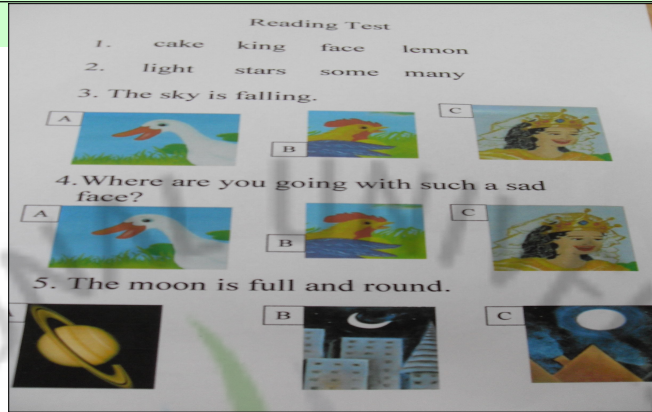 Reading Test
1. cake king face lemon
2. light stars some many
3. The sky is falling.
A
B
C
4. Where are you going with such a sad
face?
A
B
C
5. The moon is full and round.
B
C